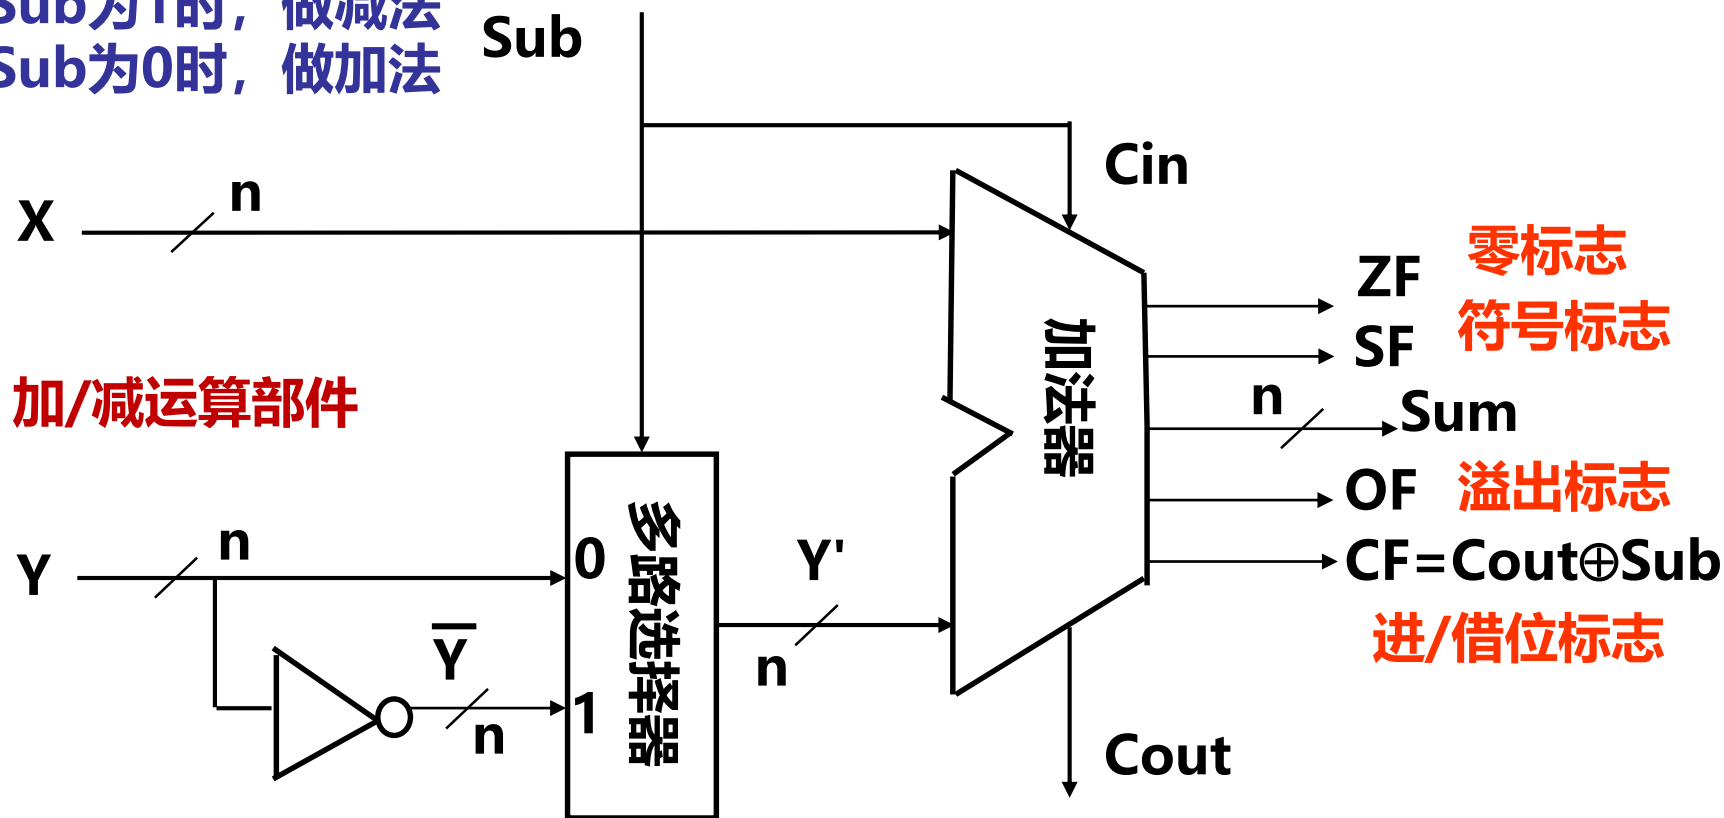 Sub为1时，做减法
Sub为0时，做加法
Sub
Cin
n
X
零标志
ZF
符号标志
SF
加法器
加/减运算部件
n
Sum
溢出标志
OF
n
Y
0
多路选择器
Y'
CF=Cout⊕Sub
进/借位标志
Y̅
n
1
n
Cout